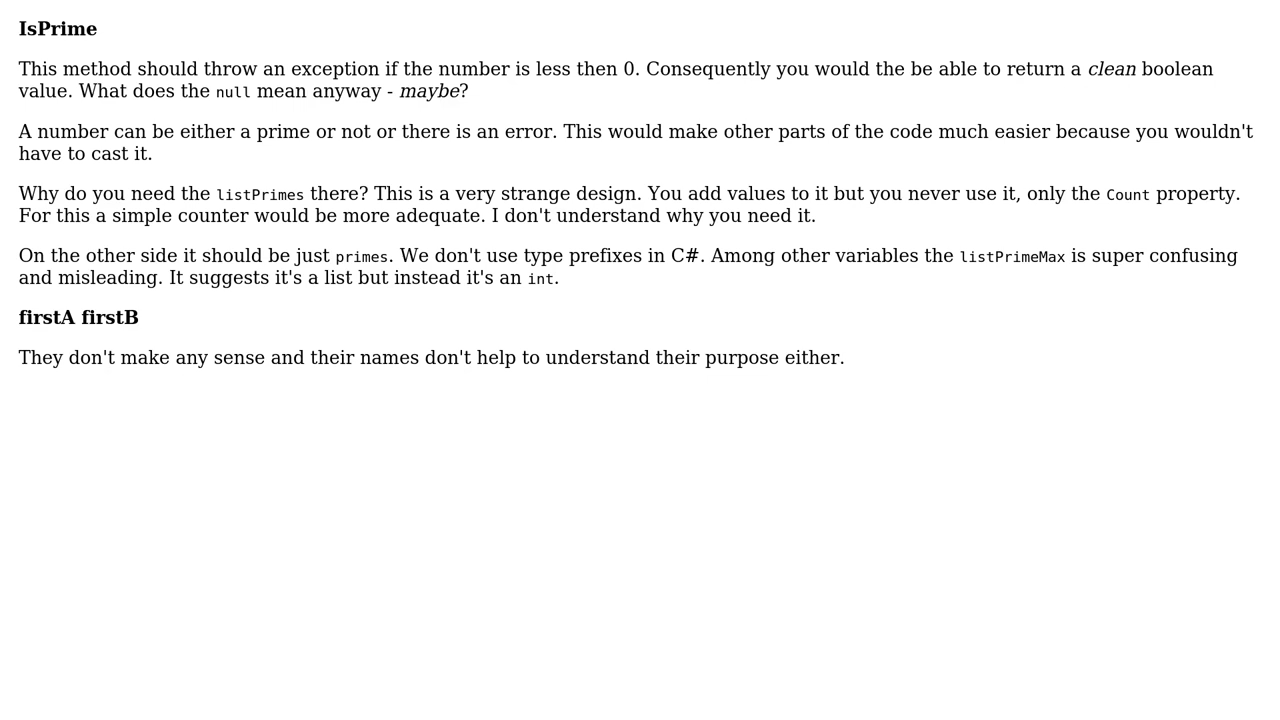 IsPrime
This method should throw an exception if the number is less then 0. Consequently you would the be able to return a clean boolean
value. What does the null mean anyway - maybe?
A number can be either a prime or not or there is an error. This would make other parts of the code much easier because you wouldn't
have to cast it.
Why do you need the listPrimes there? This is a very strange design. You add values to it but you never use it, only the Count property.
For this a simple counter would be more adequate. I don't understand why you need it.
On the other side it should be just primes. We don't use type prefixes in C#. Among other variables the listPrimeMax is super confusing
and misleading. It suggests it's a list but instead it's an int.
firstA firstB
They don't make any sense and their names don't help to understand their purpose either.